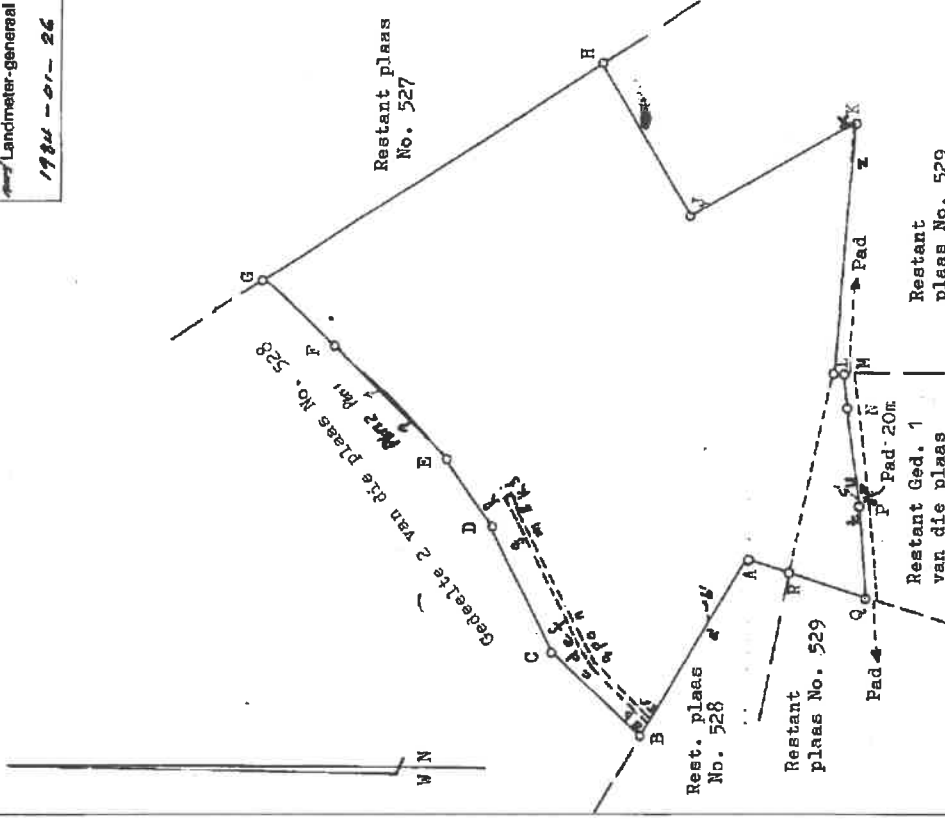 Landmeter-generaal
1984-01-26
Restant plaas
No. 527
G
H
F
Gedeelte 2 van die plaas No. 528
E
D
C
J
K
Pad
L
M
N
Pad 20m
P
A
R
Q
B
Rest. plaas
No. 528
Restant
plaas No. 529
Pad
Restant Ged. 1
van die plaas
Restant
plaas No. 529
W N